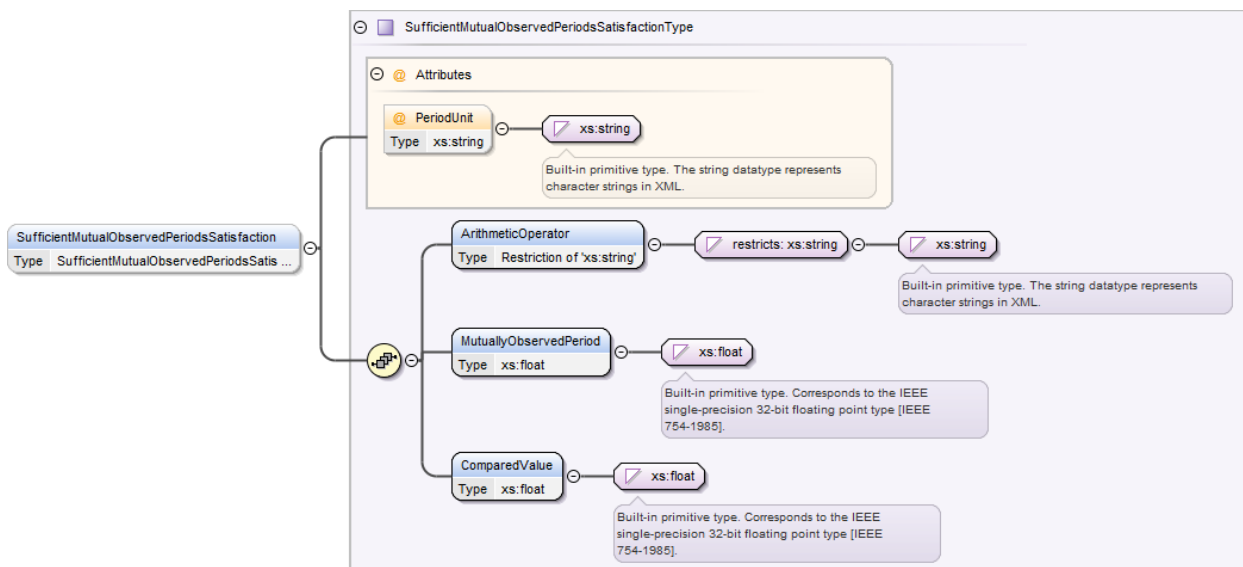 SufficientMutualObservedPeriodsSatisfactionType
@ Attributes
@ PeriodUnit
Type xs:string
xs:string
Built-in primitive type. The string datatype represents
character strings in XML.
SufficientMutualObservedPeriodsSatisfaction
Type SufficientMutualObservedPeriodsSatis ...
ArithmeticOperator
Type Restriction of 'xs:string'
restricts: xs:string
xs:string
Built-in primitive type. The string datatype represents
character strings in XML.
MutuallyObservedPeriod
Type xs:float
xs:float
Built-in primitive type. Corresponds to the IEEE
single-precision 32-bit floating point type [IEEE
754-1985].
ComparedValue
Type xs:float
xs:float
Built-in primitive type. Corresponds to the IEEE
single-precision 32-bit floating point type [IEEE
754-1985].